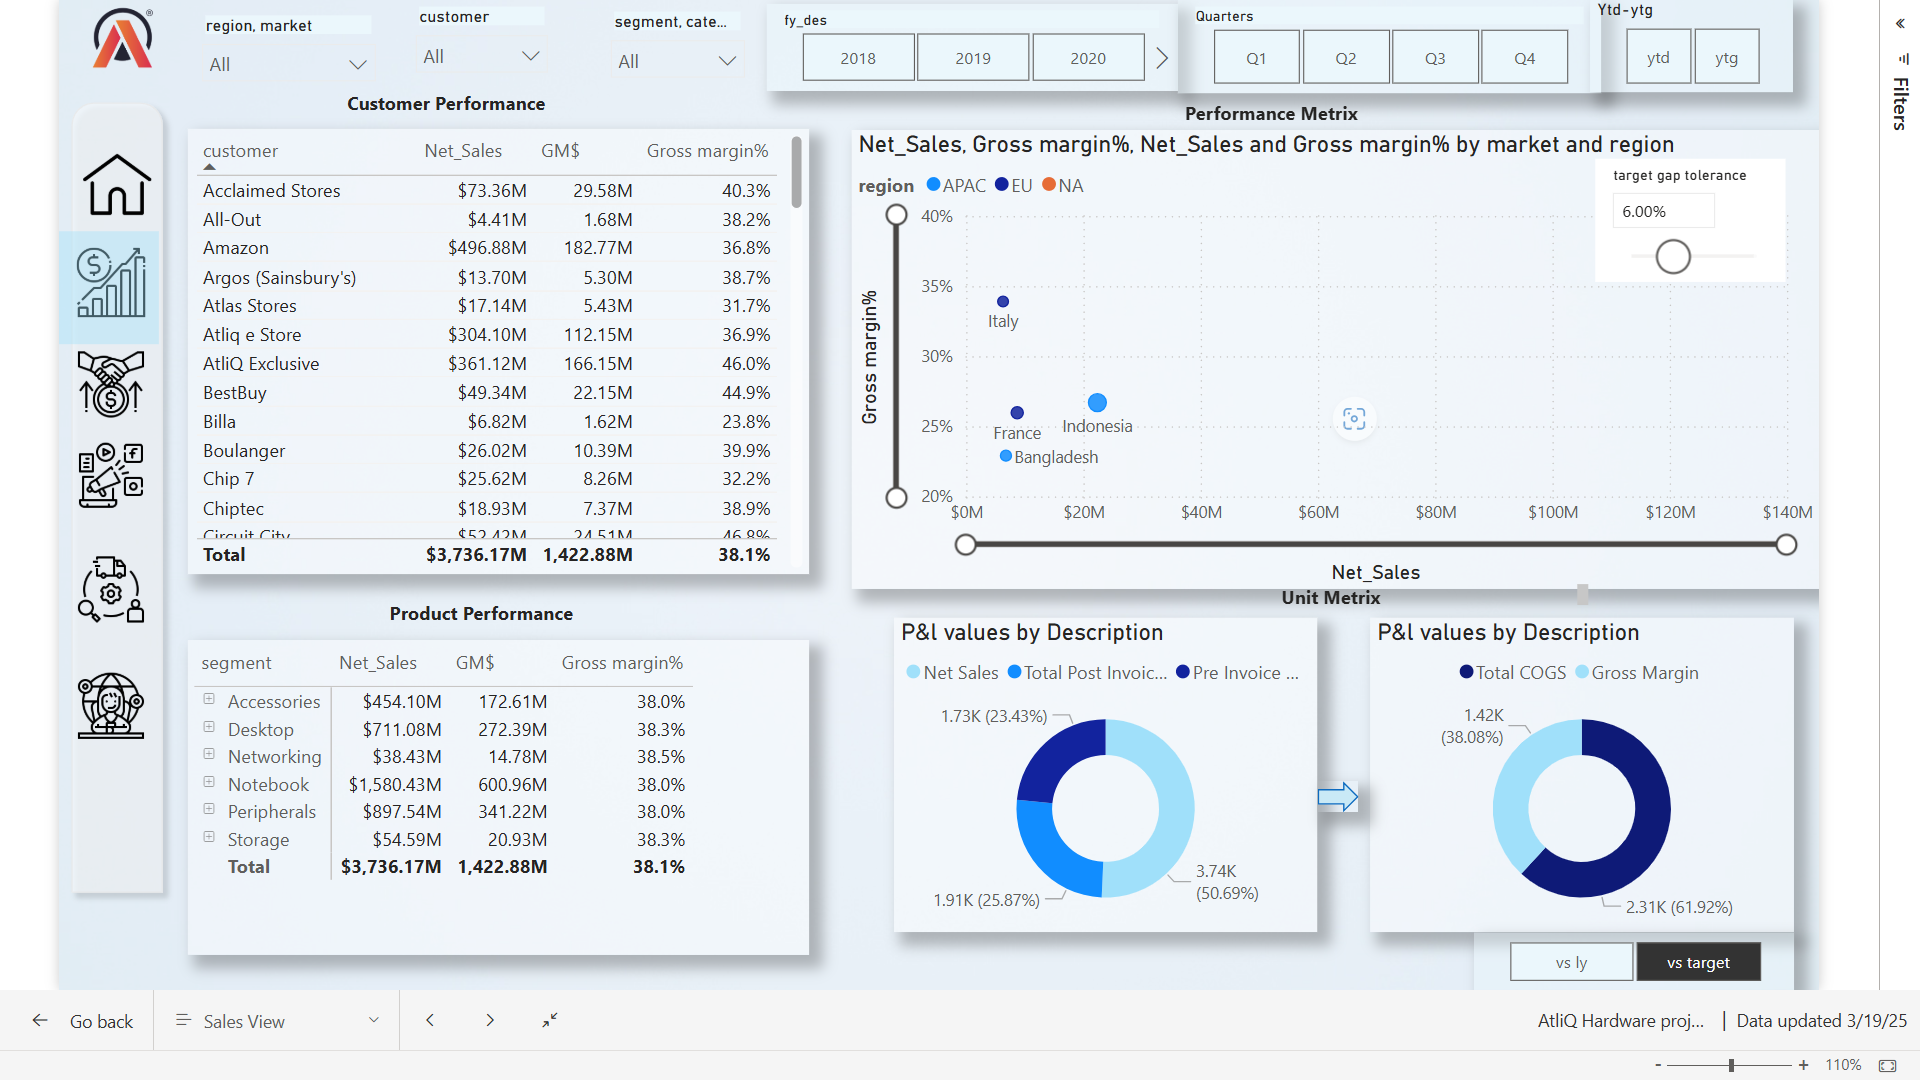 region, market
All
customer
All
segment, cate...
All
fy_des
2018 2019 2020
Quarters
Q1 Q2 Q3 Q4
Ytd-ytg
ytd ytg
Filters
Customer Performance
customer Net_Sales GM$ Gross margin%
Acclaimed Stores $73.36M 29.58M 40.3%
All-Out $4.41M 1.68M 38.2%
Amazon $496.88M 182.77M 36.8%
Argos (Sainsbury's) $13.70M 5.30M 38.7%
Atlas Stores $17.14M 5.43M 31.7%
Atliq e Store $304.10M 112.15M 36.9%
AtliQ Exclusive $361.12M 166.15M 46.0%
BestBuy $49.34M 22.15M 44.9%
Billa $6.82M 1.62M 23.8%
Boulanger $26.02M 10.39M 39.9%
Chip 7 $25.62M 8.26M 32.2%
Chiptec $18.93M 7.37M 38.9%
Circuit City $52.42M 24.51M 46.8%
Total $3,736.17M 1,422.88M 38.1%
Performance Metrix
Net_Sales, Gross margin%, Net_Sales and Gross margin% by market and region
region APAC EU NA
target gap tolerance
6.00%
Gross margin%
40%
35%
30%
25%
20%
Italy
France
Indonesia
Bangladesh
$0M $20M $40M $60M $80M $100M $120M $140M
Net_Sales
Product Performance
segment Net_Sales GM$ Gross margin%
Accessories $454.10M 172.61M 38.0%
Desktop $711.08M 272.39M 38.3%
Networking $38.43M 14.78M 38.5%
Notebook $1,580.43M 600.96M 38.0%
Peripherals $897.54M 341.22M 38.0%
Storage $54.59M 20.93M 38.3%
Total $3,736.17M 1,422.88M 38.1%
Unit Metrix
P&l values by Description
Net Sales Total Post Invoic... Pre Invoice ...
1.73K (23.43%)
1.91K (25.87%)
3.74K
(50.69%)
P&l values by Description
Total COGS Gross Margin
1.42K
(38.08%)
2.31K (61.92%)
vs ly vs target
Go back
Sales View
AtliQ Hardware proj... | Data updated 3/19/25
- + 110%